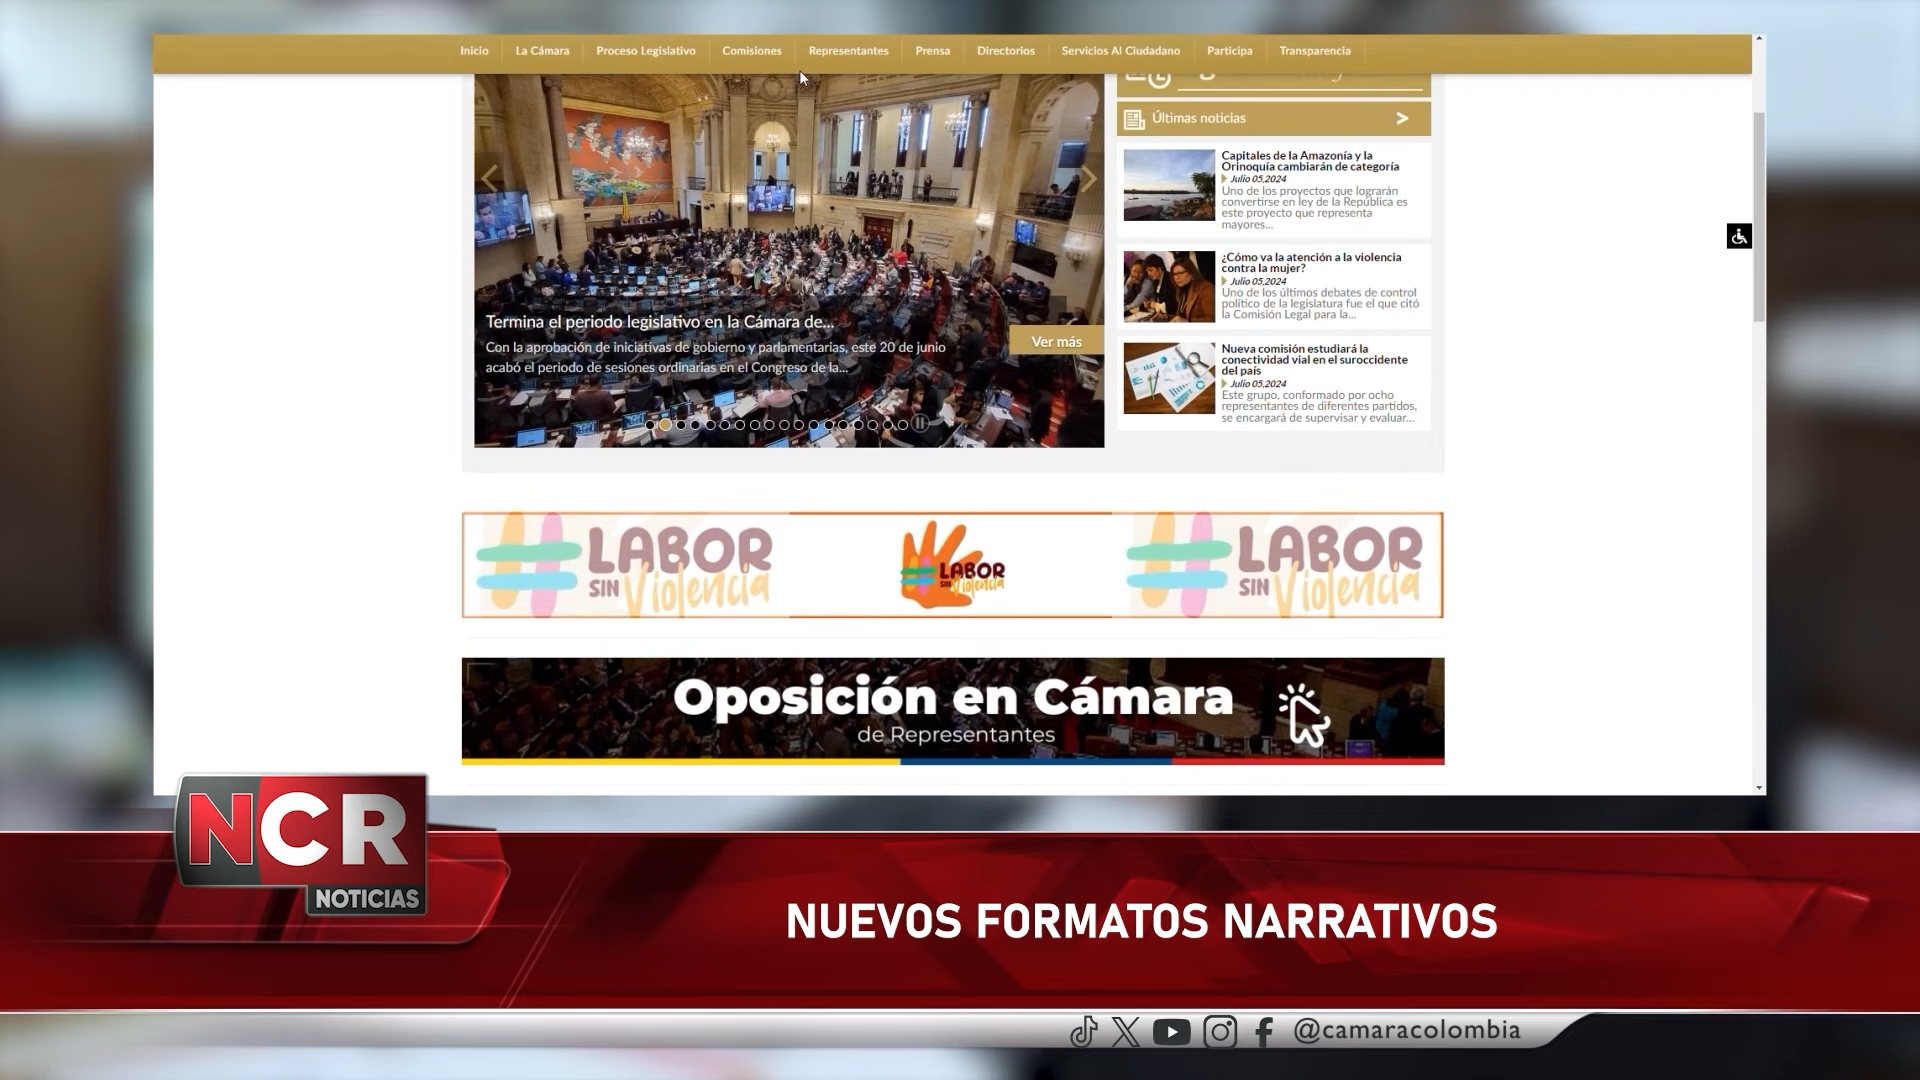 Inicio
La Cámara
Proceso Legislativo
Comisiones
Representantes
Prensa
Directorios
Servicios Al Ciudadano
Participa
Transparencia
Termina el periodo legislativo en la Cámara de...
Con la aprobación de iniciativas de gobierno y parlamentarias, este 20 de junio
acabó el periodo de sesiones ordinarias en el Congreso de la...
Ver más
Últimas noticias
Capitales de la Amazonía y la
Orinoquía cambiarán de categoría
Julio 05,2024
Uno de los proyectos que lograrán
convertirse en ley de la República es
este proyecto que representa
mayores...
¿Cómo va la atención a la violencia
contra la mujer?
Julio 05,2024
Uno de los últimos debates de control
político de la legislatura fue el que citó
la Comisión Legal para la...
Nueva comisión estudiará la
conectividad vial en el suroccidente
del país
Julio 05,2024
Este grupo, conformado por ocho
representantes de diferentes partidos,
se encargará de supervisar y evaluar...
#LABOR
SIN Violencia
#LABOR
SIN Violencia
#LABOR
SIN Violencia
Oposición en Cámara
de Representantes
NCR
NOTICIAS
NUEVOS FORMATOS NARRATIVOS
@camaracolombia